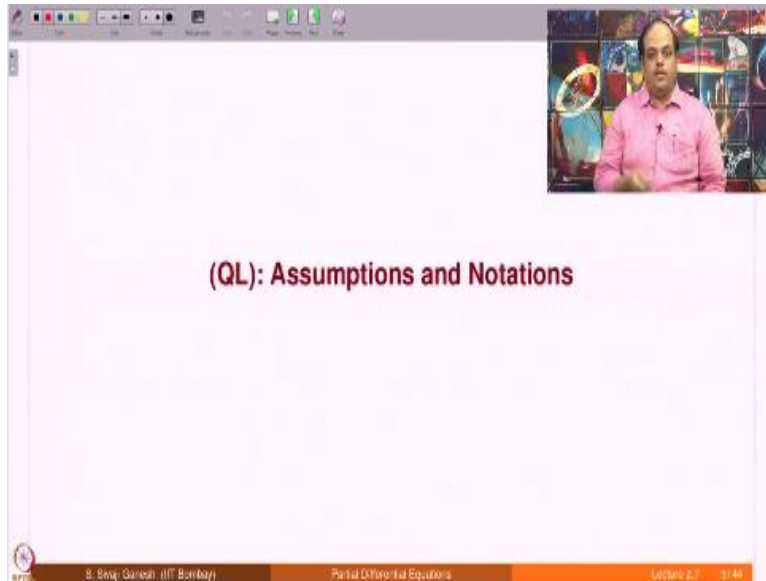 (QL): Assumptions and Notations
S. Sivaji Ganesh (IIT Bombay) Partial Differential Equations Lecture 2.7 3/44